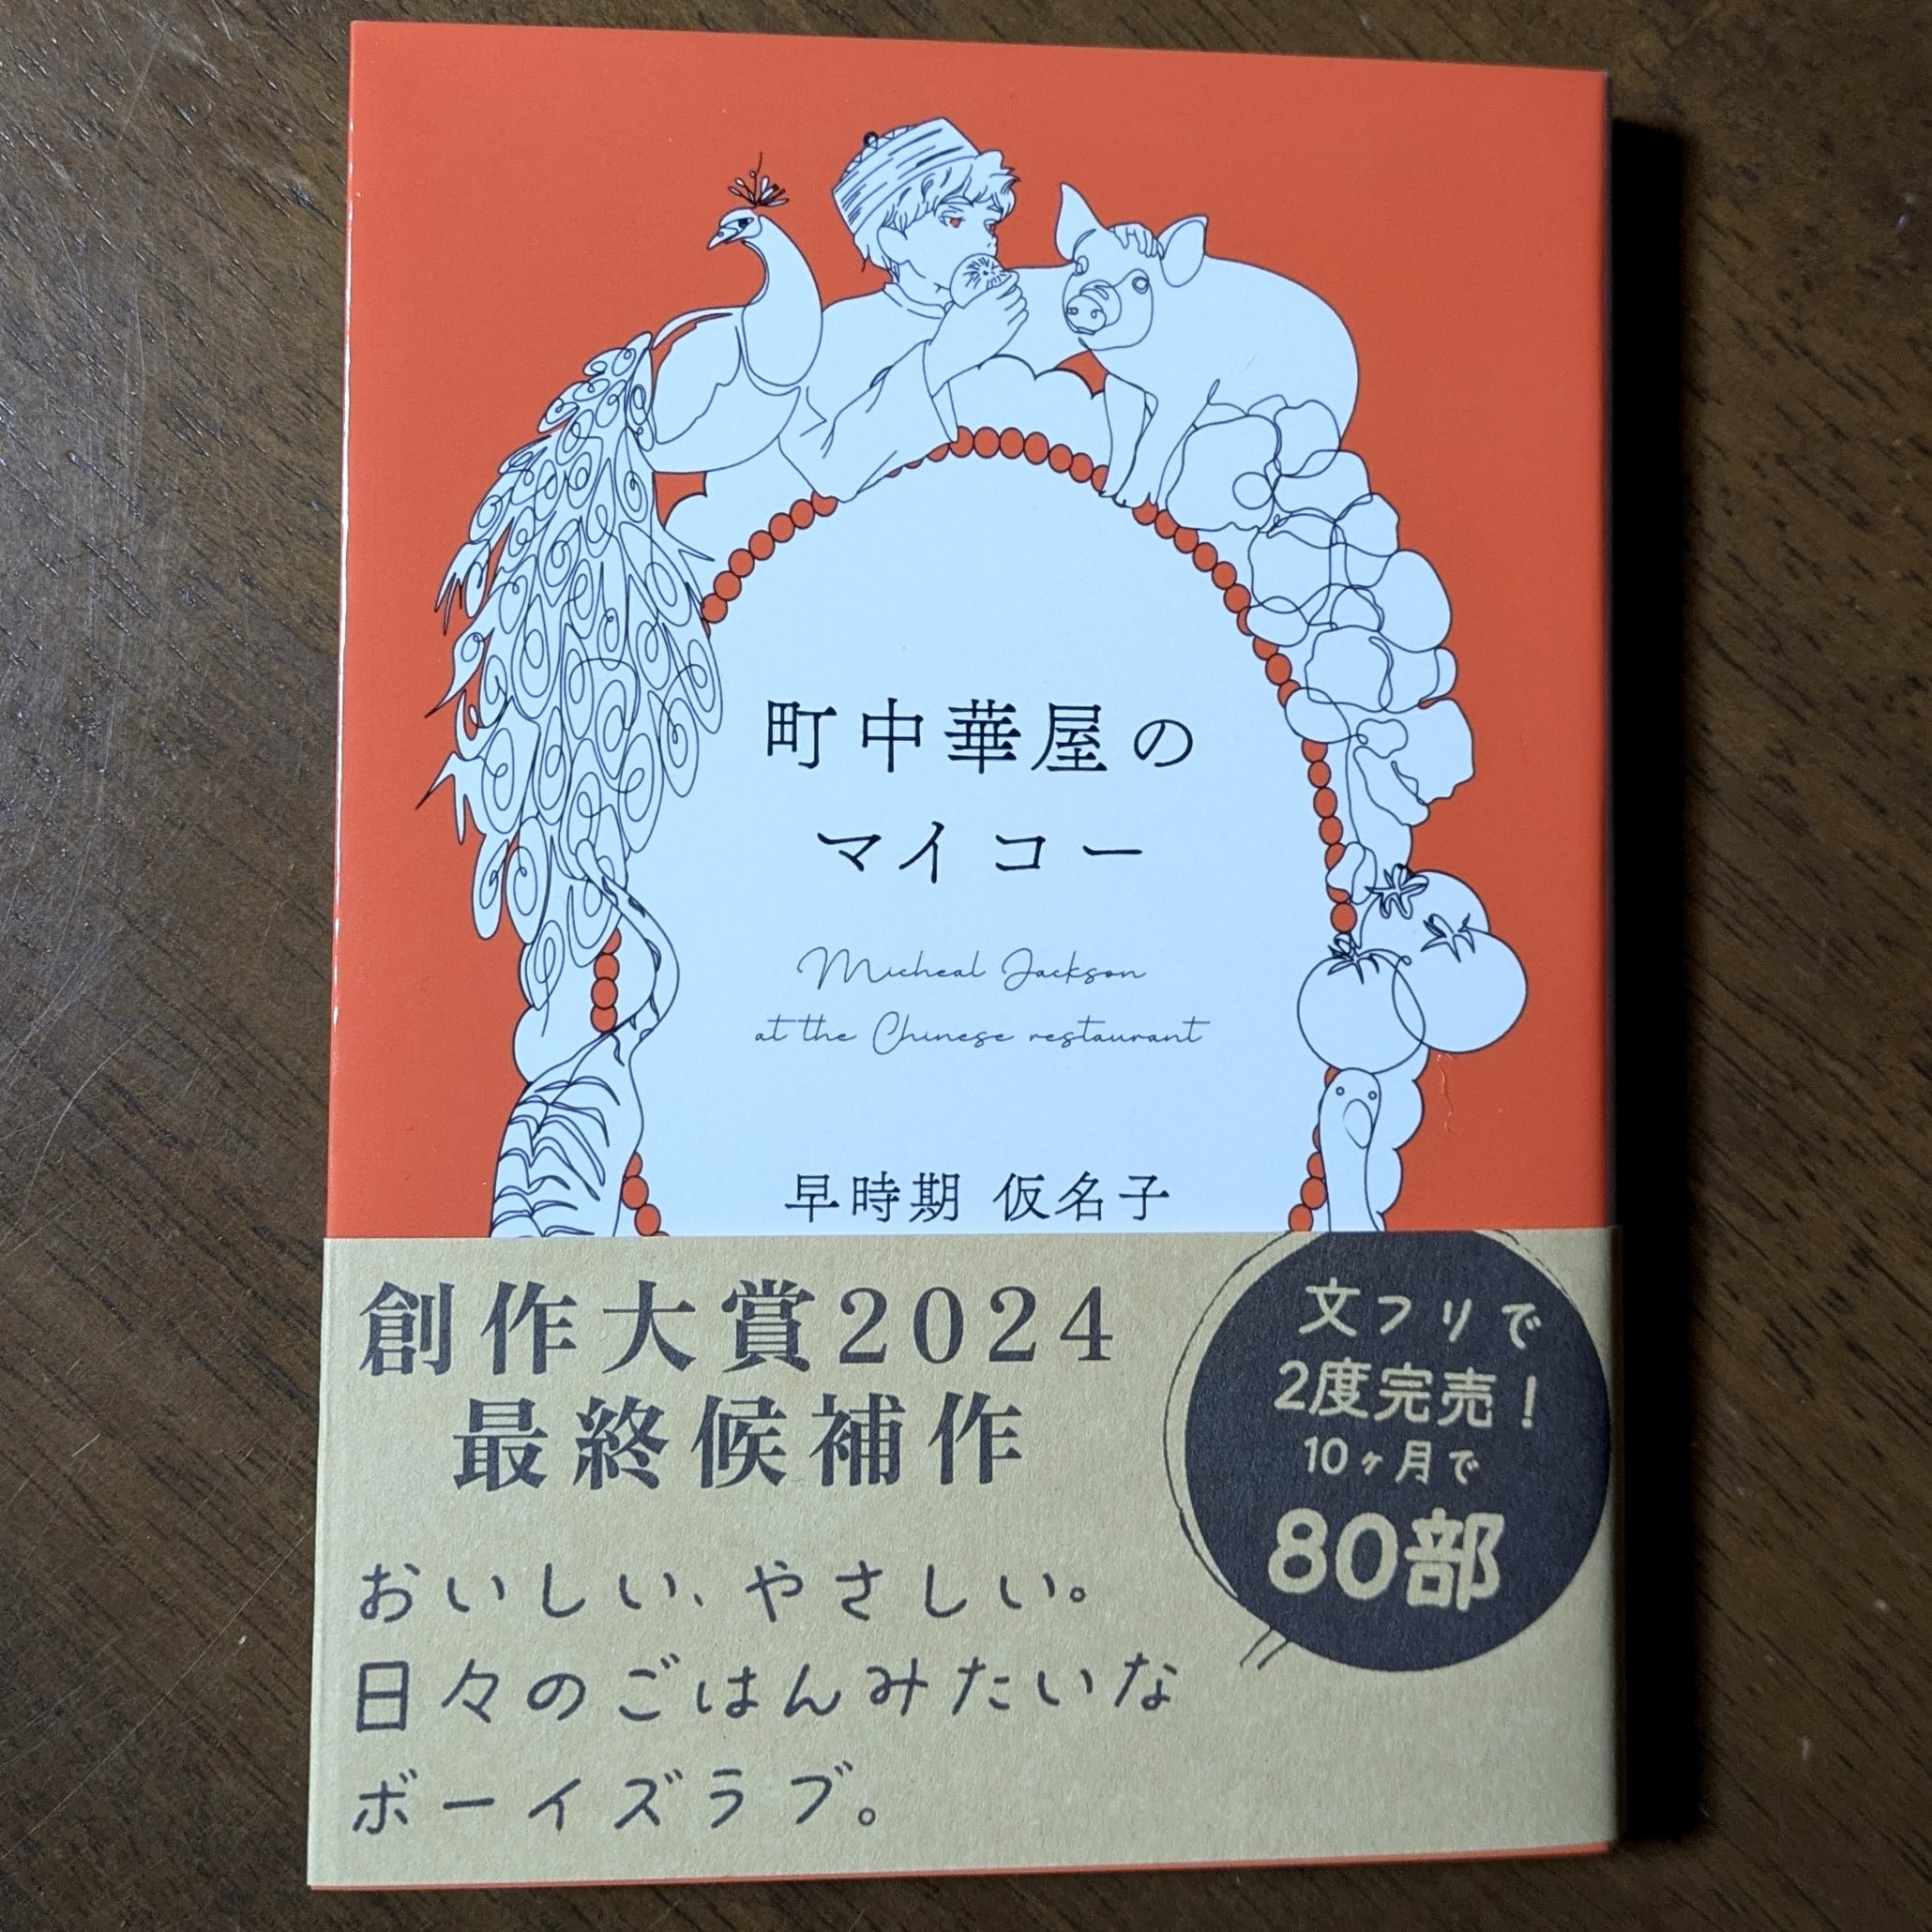 町中華屋の
マイコー
Micheal Jackson
at the Chinese restaurant
早時期 仮名子
創作大賞2024
最終候補作
おいしい、やさしい。
日々のごはんみたいな
ボーイズラブ。
文フリで
2度完売!
10ヶ月で
80部